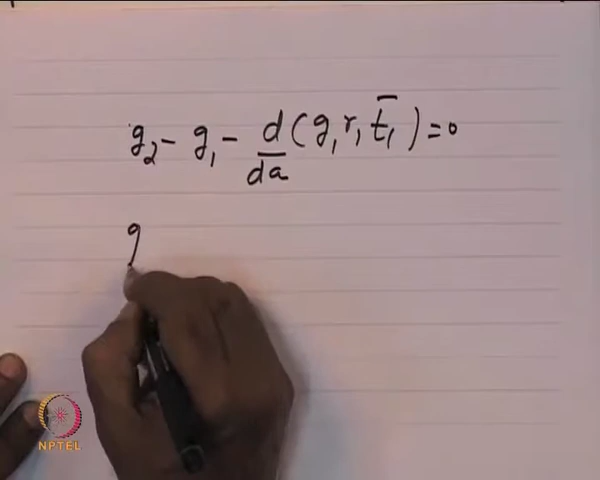 g₂ - g₁ - d/da (g₁ r₁ t̄₁) = 0
g
NPTEL